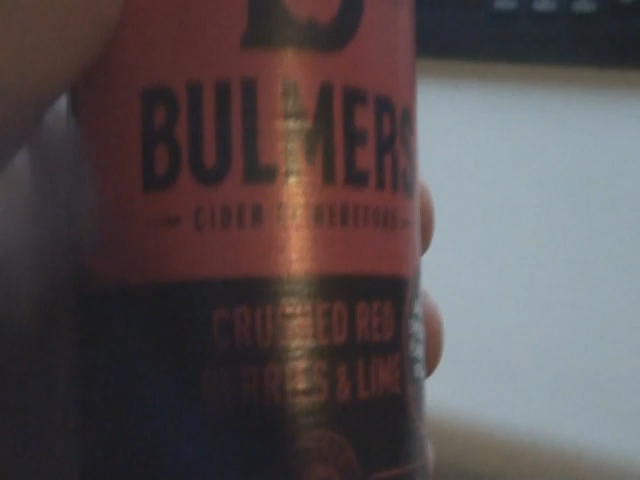 B
BULMERS
CIDER OF HEREFORD
CRUSHED RED
BERRIES & LIME